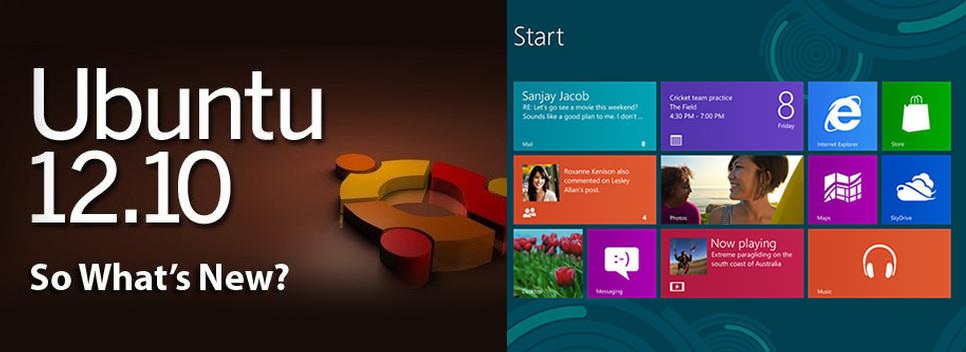 Ubuntu
12.10
So What's New?
Start
Sanjay Jacob
RE: Let's go see a movie this weekend?
Sounds like a good plan to me. I don't ...
Mail
8
Cricket team practice
The Field
4:30 PM - 7:00 PM
8
Friday
Internet Explorer
Store
Roxanne Kenison also
commented on Lesley
Allan's post.
4
Photos
Maps
SkyDrive
Desktop
Messaging
Now playing
Extreme paragliding on the
south coast of Australia
Music